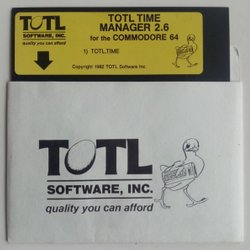 TOTL
SOFTWARE, INC.
quality you can afford
TOTL TIME
MANAGER 2.6
for the COMMODORE 64
1) TOTL.TIME
Copyright 1982 TOTL Software Inc.
TOTL
SOFTWARE, INC.
quality you can afford